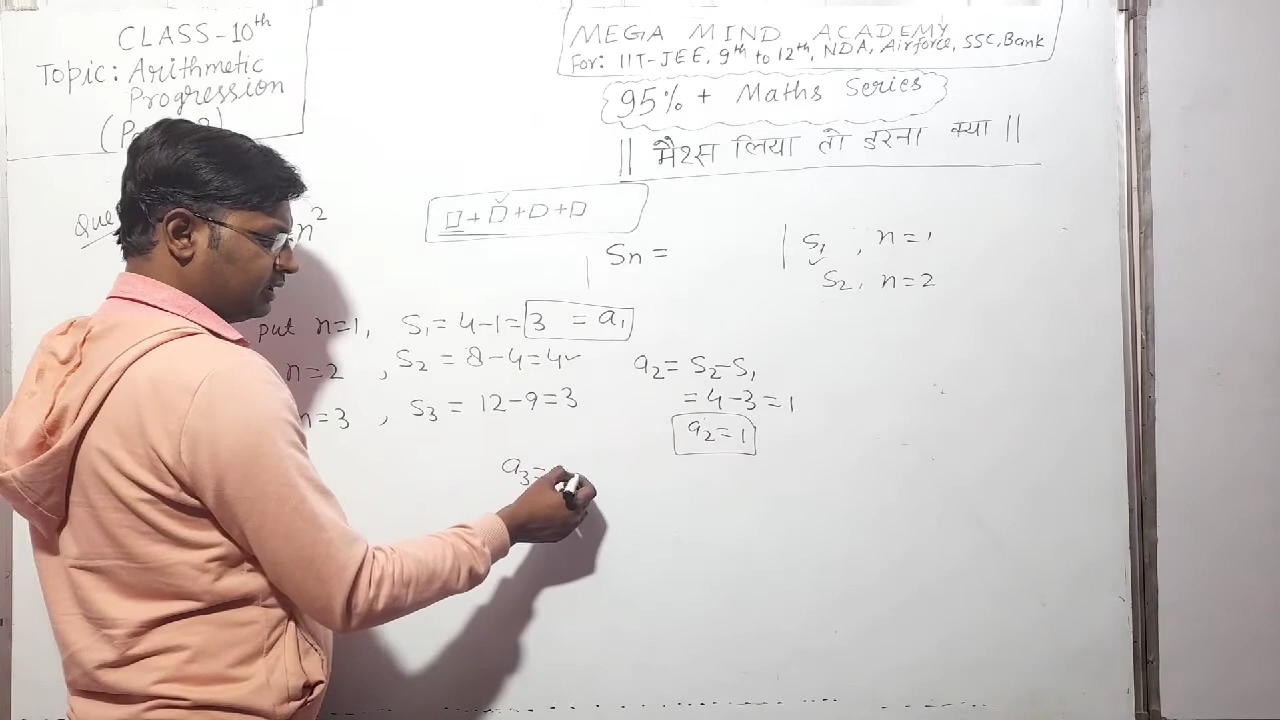 CLASS-10th
Topic: Arithmetic
Progression
MEGA MIND ACADEMY
For: IIT-JEE, 9th to 12th, NDA, Airforce, SSC, Bank
95% + Maths Series
|| मैथ्स लिया तो डरना क्या ||
Que
n²
□ + □ + □ + □
Sn =
S₁, n=1
S₂, n=2
put n=1, S₁ = 4-1 = 3 = a₁
n=2, S₂ = 8-4=4
n=3, S₃ = 12-9=3
a₂ = S₂-S₁
= 4-3=1
a₂=1
a₃=